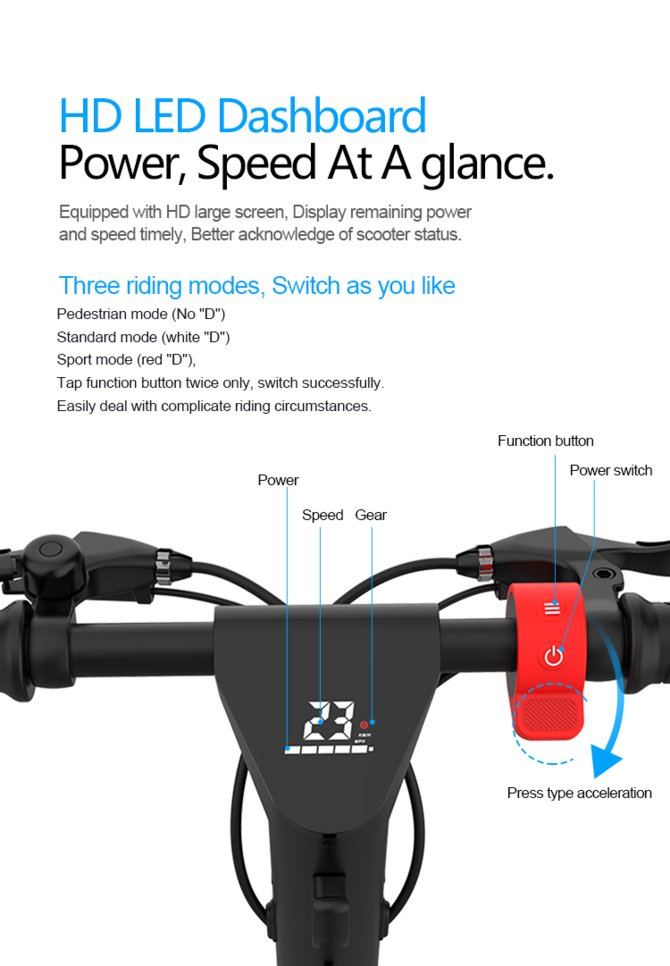 HD LED Dashboard
Power, Speed At A glance.
Equipped with HD large screen, Display remaining power
and speed timely, Better acknowledge of scooter status.
Three riding modes, Switch as you like
Pedestrian mode (No "D")
Standard mode (white "D")
Sport mode (red "D"),
Tap function button twice only, switch successfully.
Easily deal with complicate riding circumstances.
Function button
Power switch
Power
Speed Gear
23
KM/H
MPH
Press type acceleration